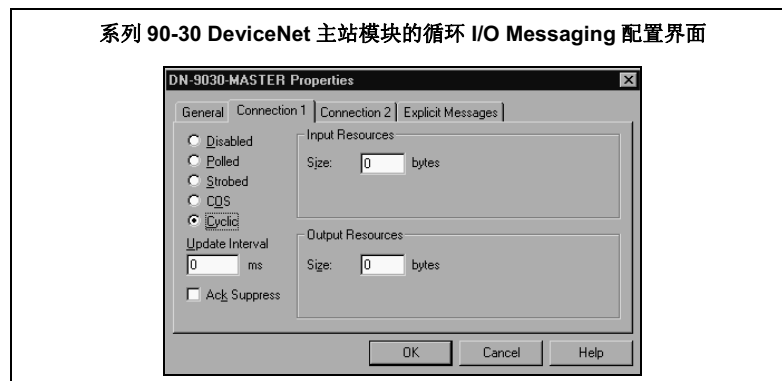 系列 90-30 DeviceNet 主站模块的循环 I/O Messaging 配置界面
DN-9030-MASTER Properties
General Connection 1 Connection 2 Explicit Messages
Disabled
Polled
Strobed
COS
Cyclic
Update Interval
0 ms
Ack Suppress
Input Resources
Size: 0 bytes
Output Resources
Size: 0 bytes
OK Cancel Help